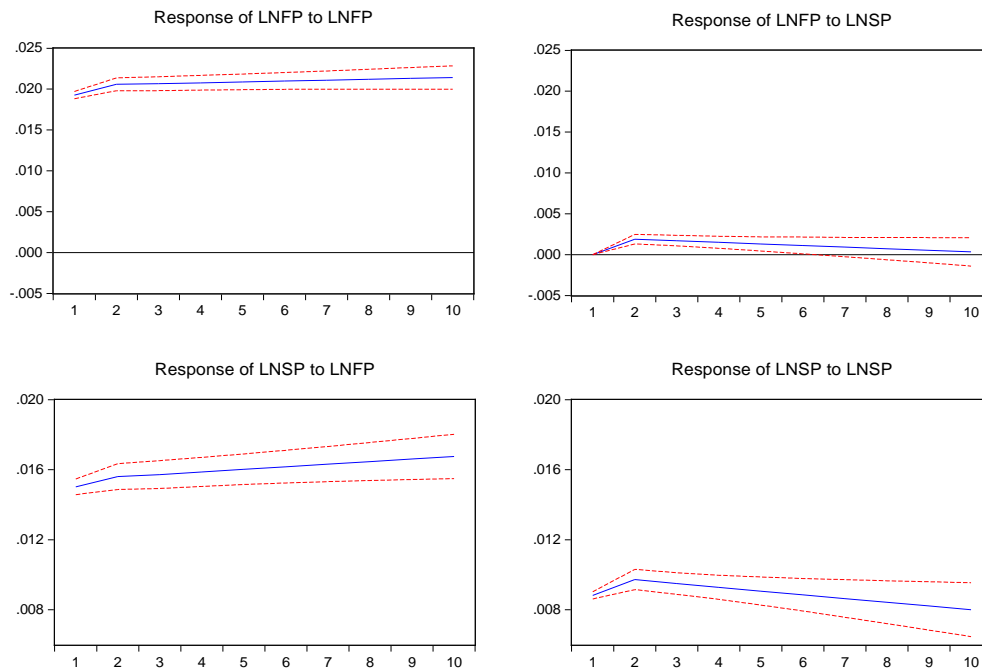 Response of LNFP to LNFP
.025
.020
.015
.010
.005
.000
-.005
1 2 3 4 5 6 7 8 9 10
Response of LNFP to LNSP
.025
.020
.015
.010
.005
.000
-.005
1 2 3 4 5 6 7 8 9 10
Response of LNSP to LNFP
.020
.016
.012
.008
1 2 3 4 5 6 7 8 9 10
Response of LNSP to LNSP
.020
.016
.012
.008
1 2 3 4 5 6 7 8 9 10